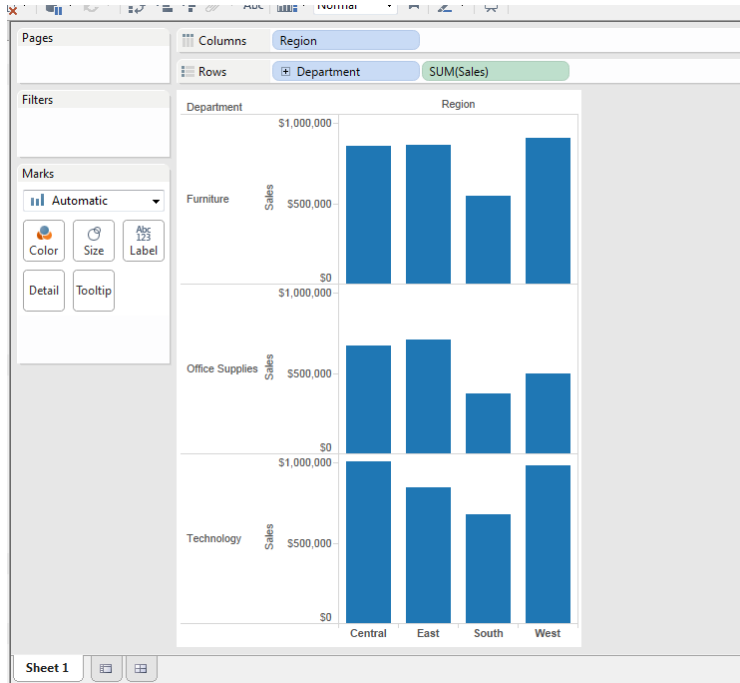 Normal
Pages
Columns
Region
Rows
Department
SUM(Sales)
Filters
Marks
Automatic
Color
Size
Abc
123
Label
Detail
Tooltip
Department
Region
$1,000,000
Furniture
Sales
$500,000
$0
$1,000,000
Office Supplies
Sales
$500,000
$0
$1,000,000
Technology
Sales
$500,000
$0
Central East South West
Sheet 1